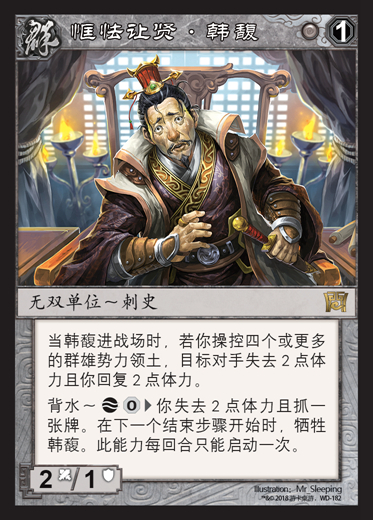 群 恇怯让贤·韩馥 1
无双单位~刺史
当韩馥进战场时，若你操控四个或更多
的群雄势力领土，目标对手失去2点体
力且你回复2点体力。
背水~ 0 你失去2点体力且抓一
张牌。在下一个结束步骤开始时，牺牲
韩馥。此能力每回合只能启动一次。
2/1
Illustration: Mr Sleeping
™&©2018游卡桌游, WD-182